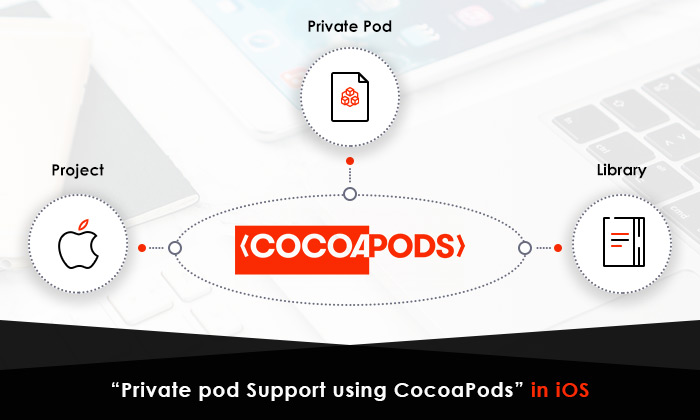 Private Pod
Project
Library
⟨COCOAPODS⟩
“Private pod Support using CocoaPods” in iOS